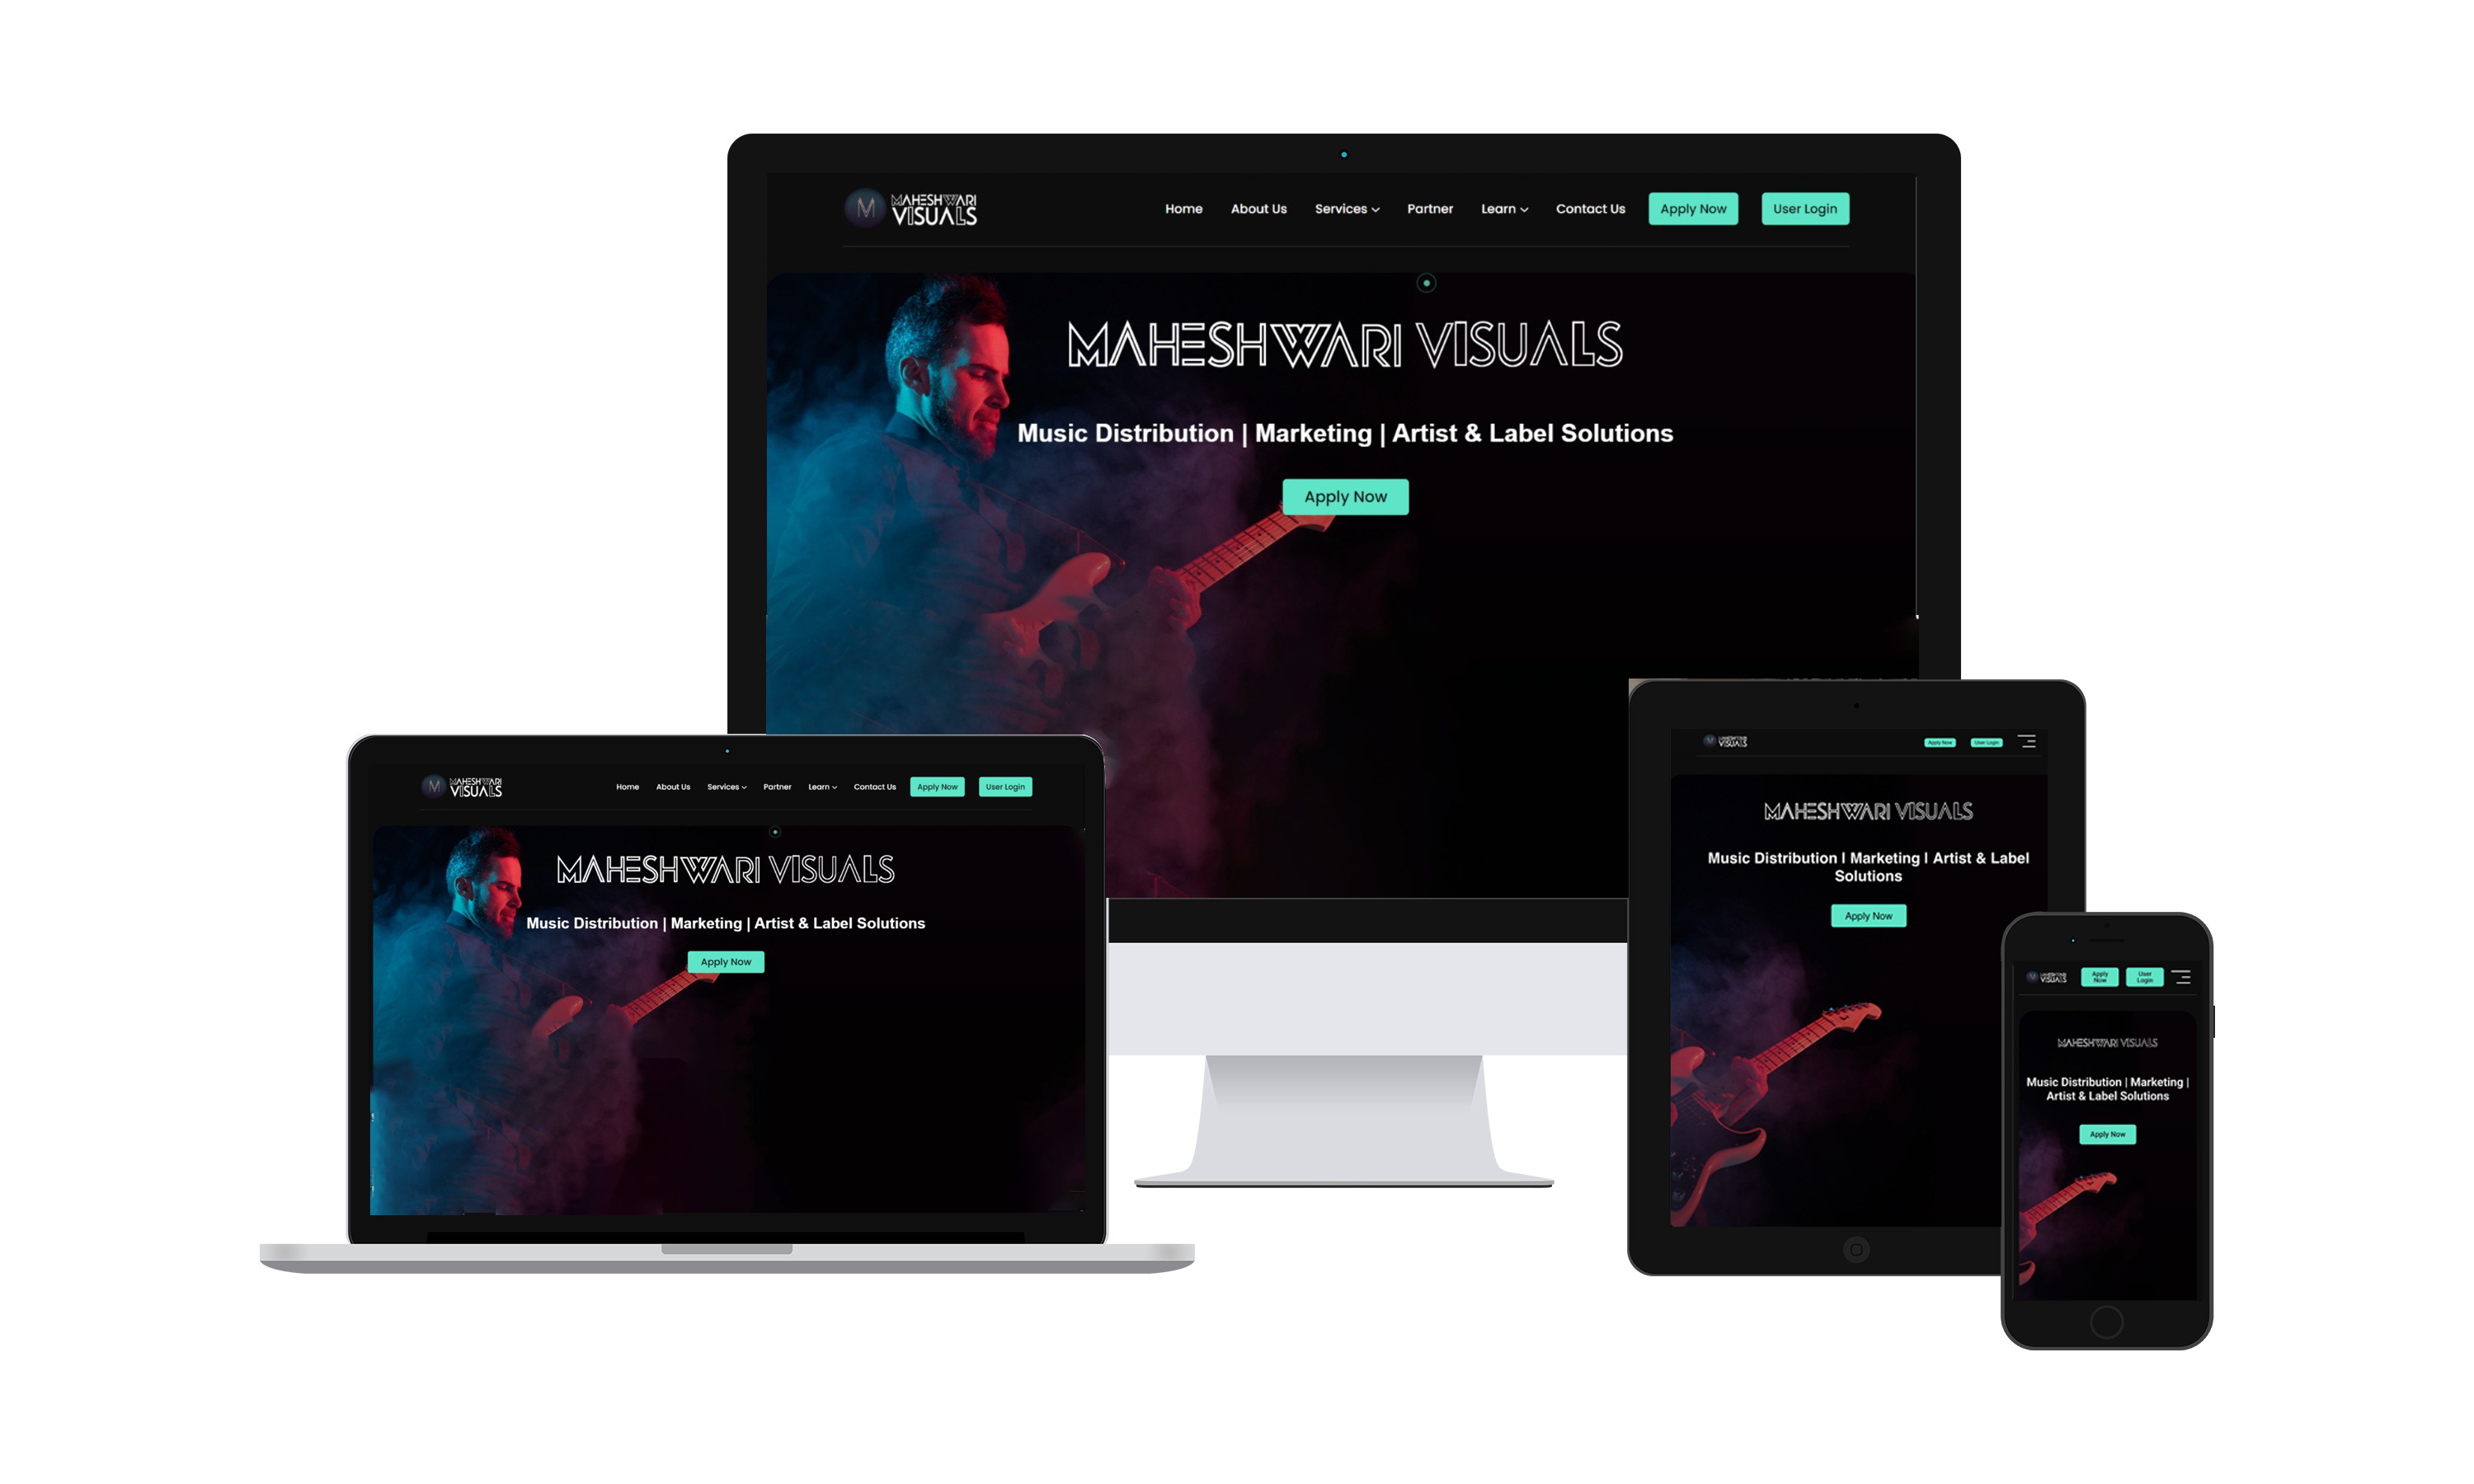 M
MAHESHWARI
VISUALS
Home About Us Services Partner Learn Contact Us Apply Now User Login
MAHESHWARI VISUALS
Music Distribution | Marketing | Artist & Label Solutions
Apply Now
M
MAHESHWARI
VISUALS
Home About Us Services Partner Learn Contact Us Apply Now User Login
MAHESHWARI VISUALS
Music Distribution | Marketing | Artist & Label Solutions
Apply Now
M
MAHESHWARI
VISUALS
Apply Now User Login
MAHESHWARI VISUALS
Music Distribution | Marketing | Artist & Label
Solutions
Apply Now
MAHESHWARI
VISUALS
Apply
Now
User
Login
MAHESHWARI VISUALS
Music Distribution | Marketing |
Artist & Label Solutions
Apply Now